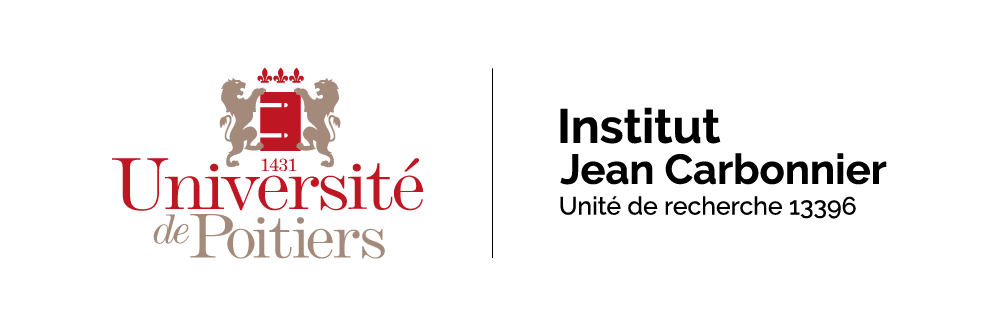 1431
Université
de Poitiers
Institut
Jean Carbonnier
Unité de recherche 13396